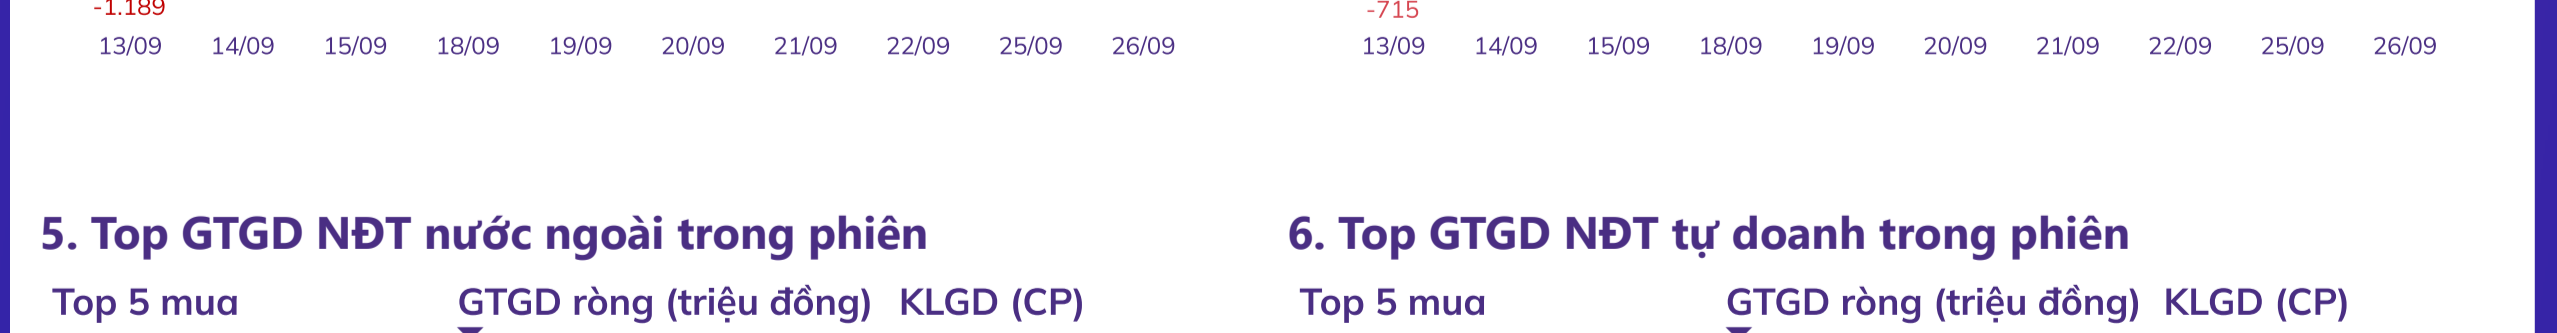 -1.189
13/09 14/09 15/09 18/09 19/09 20/09 21/09 22/09 25/09 26/09
-715
13/09 14/09 15/09 18/09 19/09 20/09 21/09 22/09 25/09 26/09
5. Top GTGD NĐT nước ngoài trong phiên
Top 5 mua GTGD ròng (triệu đồng) KLGD (CP)
6. Top GTGD NĐT tự doanh trong phiên
Top 5 mua GTGD ròng (triệu đồng) KLGD (CP)